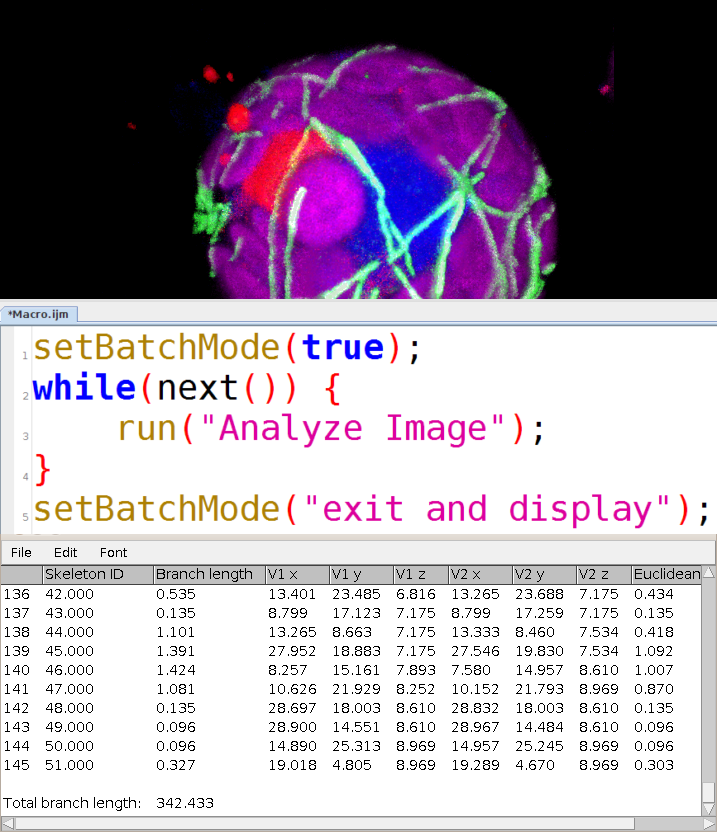 *Macro.ijm
1 setBatchMode(true);
2 while(next()) {
3 run("Analyze Image");
4 }
5 setBatchMode("exit and display");
File Edit Font
Skeleton ID Branch length V1 x V1 y V1 z V2 x V2 y V2 z Euclidean
136 42.000 0.535 13.401 23.485 6.816 13.265 23.688 7.175 0.434
137 43.000 0.135 8.799 17.123 7.175 8.799 17.259 7.175 0.135
138 44.000 1.101 13.265 8.663 7.175 13.333 8.460 7.534 0.418
139 45.000 1.391 27.952 18.883 7.175 27.546 19.830 7.534 1.092
140 46.000 1.424 8.257 15.161 7.893 7.580 14.957 8.610 1.007
141 47.000 1.081 10.626 21.929 8.252 10.152 21.793 8.969 0.870
142 48.000 0.135 28.697 18.003 8.610 28.832 18.003 8.610 0.135
143 49.000 0.096 28.900 14.551 8.610 28.967 14.484 8.610 0.096
144 50.000 0.096 14.890 25.313 8.969 14.957 25.245 8.969 0.096
145 51.000 0.327 19.018 4.805 8.969 19.289 4.670 8.969 0.303
Total branch length: 342.433